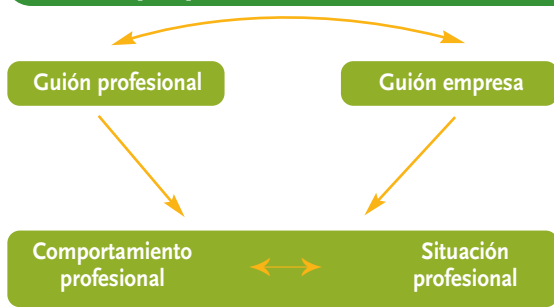 Guión profesional
Guión empresa
Comportamiento
profesional
Situación
profesional